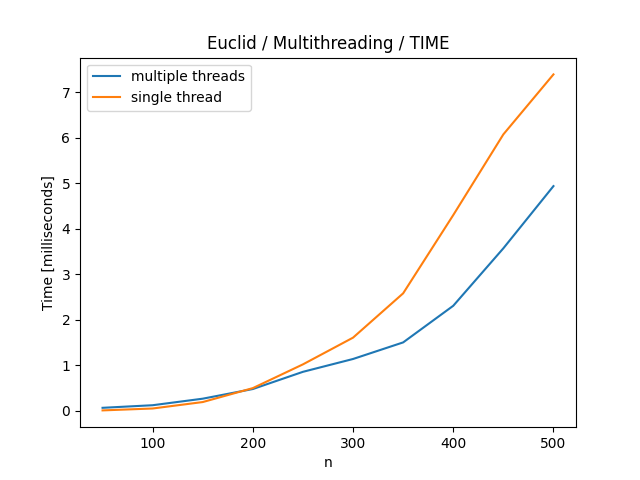 Euclid / Multithreading / TIME
multiple threads
single thread
Time [milliseconds]
7
6
5
4
3
2
1
0
100 200 300 400 500
n